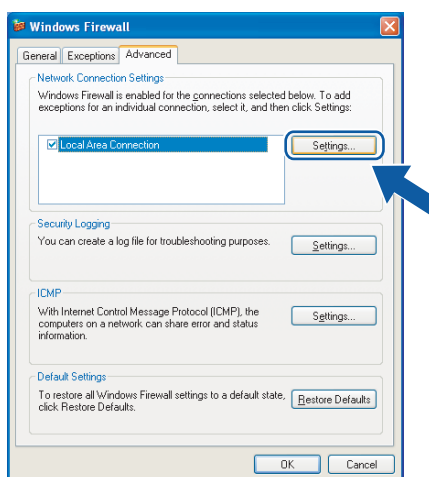 Windows Firewall
General Exceptions Advanced
Network Connection Settings
Windows Firewall is enabled for the connections selected below. To add
exceptions for an individual connection, select it, and then click Settings:
Local Area Connection
Settings...
Security Logging
You can create a log file for troubleshooting purposes.
Settings...
ICMP
With Internet Control Message Protocol (ICMP), the
computers on a network can share error and status
information.
Settings...
Default Settings
To restore all Windows Firewall settings to a default state,
click Restore Defaults.
Restore Defaults
OK Cancel